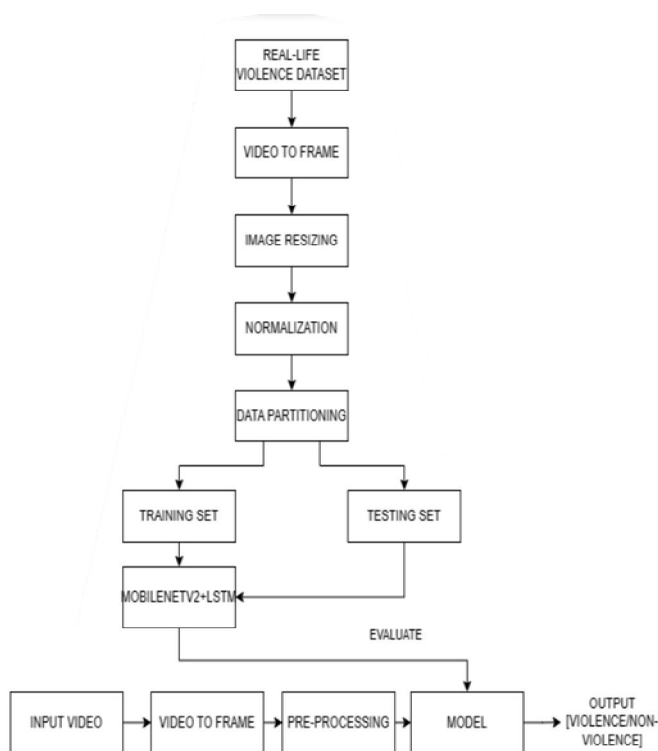 REAL-LIFE
VIOLENCE DATASET
VIDEO TO FRAME
IMAGE RESIZING
NORMALIZATION
DATA PARTITIONING
TRAINING SET
TESTING SET
MOBILENETV2+LSTM
EVALUATE
INPUT VIDEO
VIDEO TO FRAME
PRE-PROCESSING
MODEL
OUTPUT
[VIOLENCE/NON-
VIOLENCE]